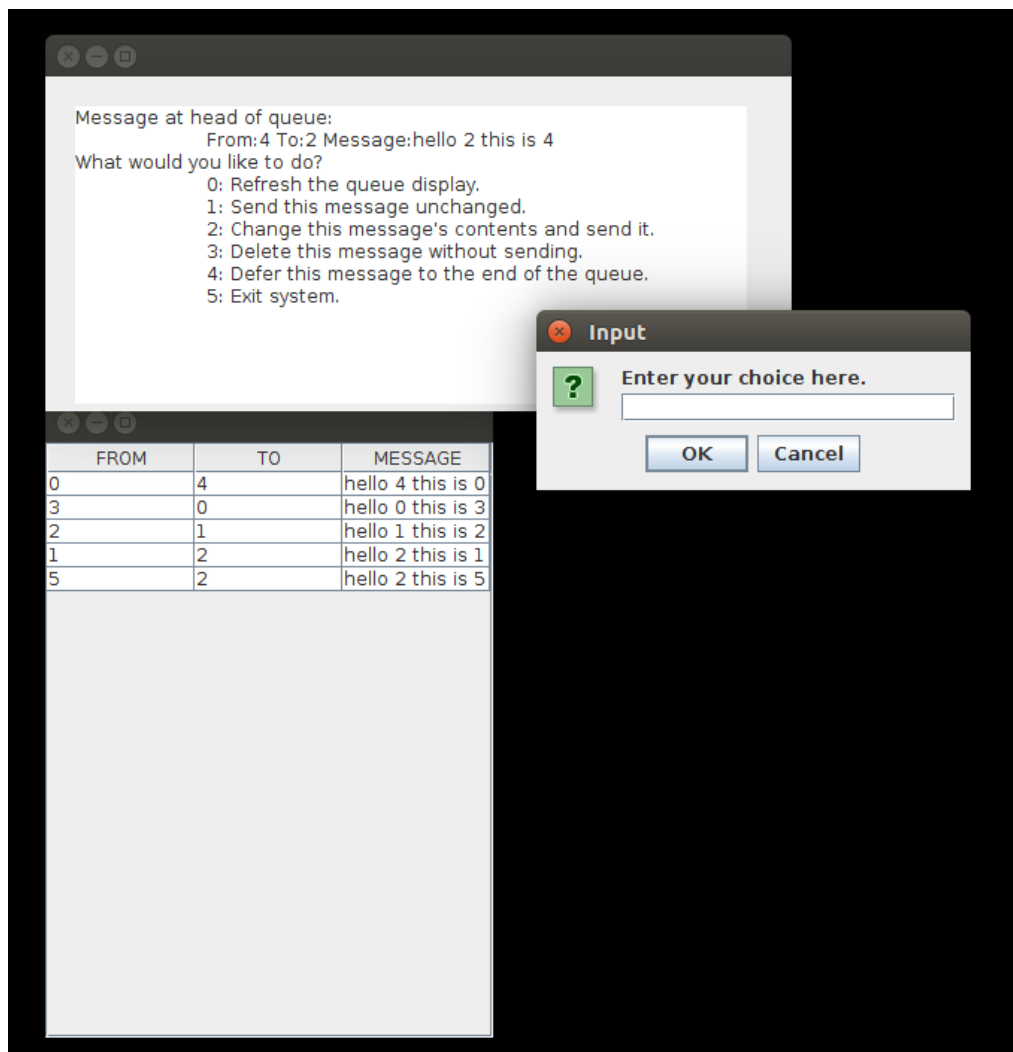 Message at head of queue:
From:4 To:2 Message:hello 2 this is 4
What would you like to do?
0: Refresh the queue display.
1: Send this message unchanged.
2: Change this message's contents and send it.
3: Delete this message without sending.
4: Defer this message to the end of the queue.
5: Exit system.
Input
?
Enter your choice here.
OK Cancel
FROM TO MESSAGE
0 4 hello 4 this is 0
3 0 hello 0 this is 3
2 1 hello 1 this is 2
1 2 hello 2 this is 1
5 2 hello 2 this is 5